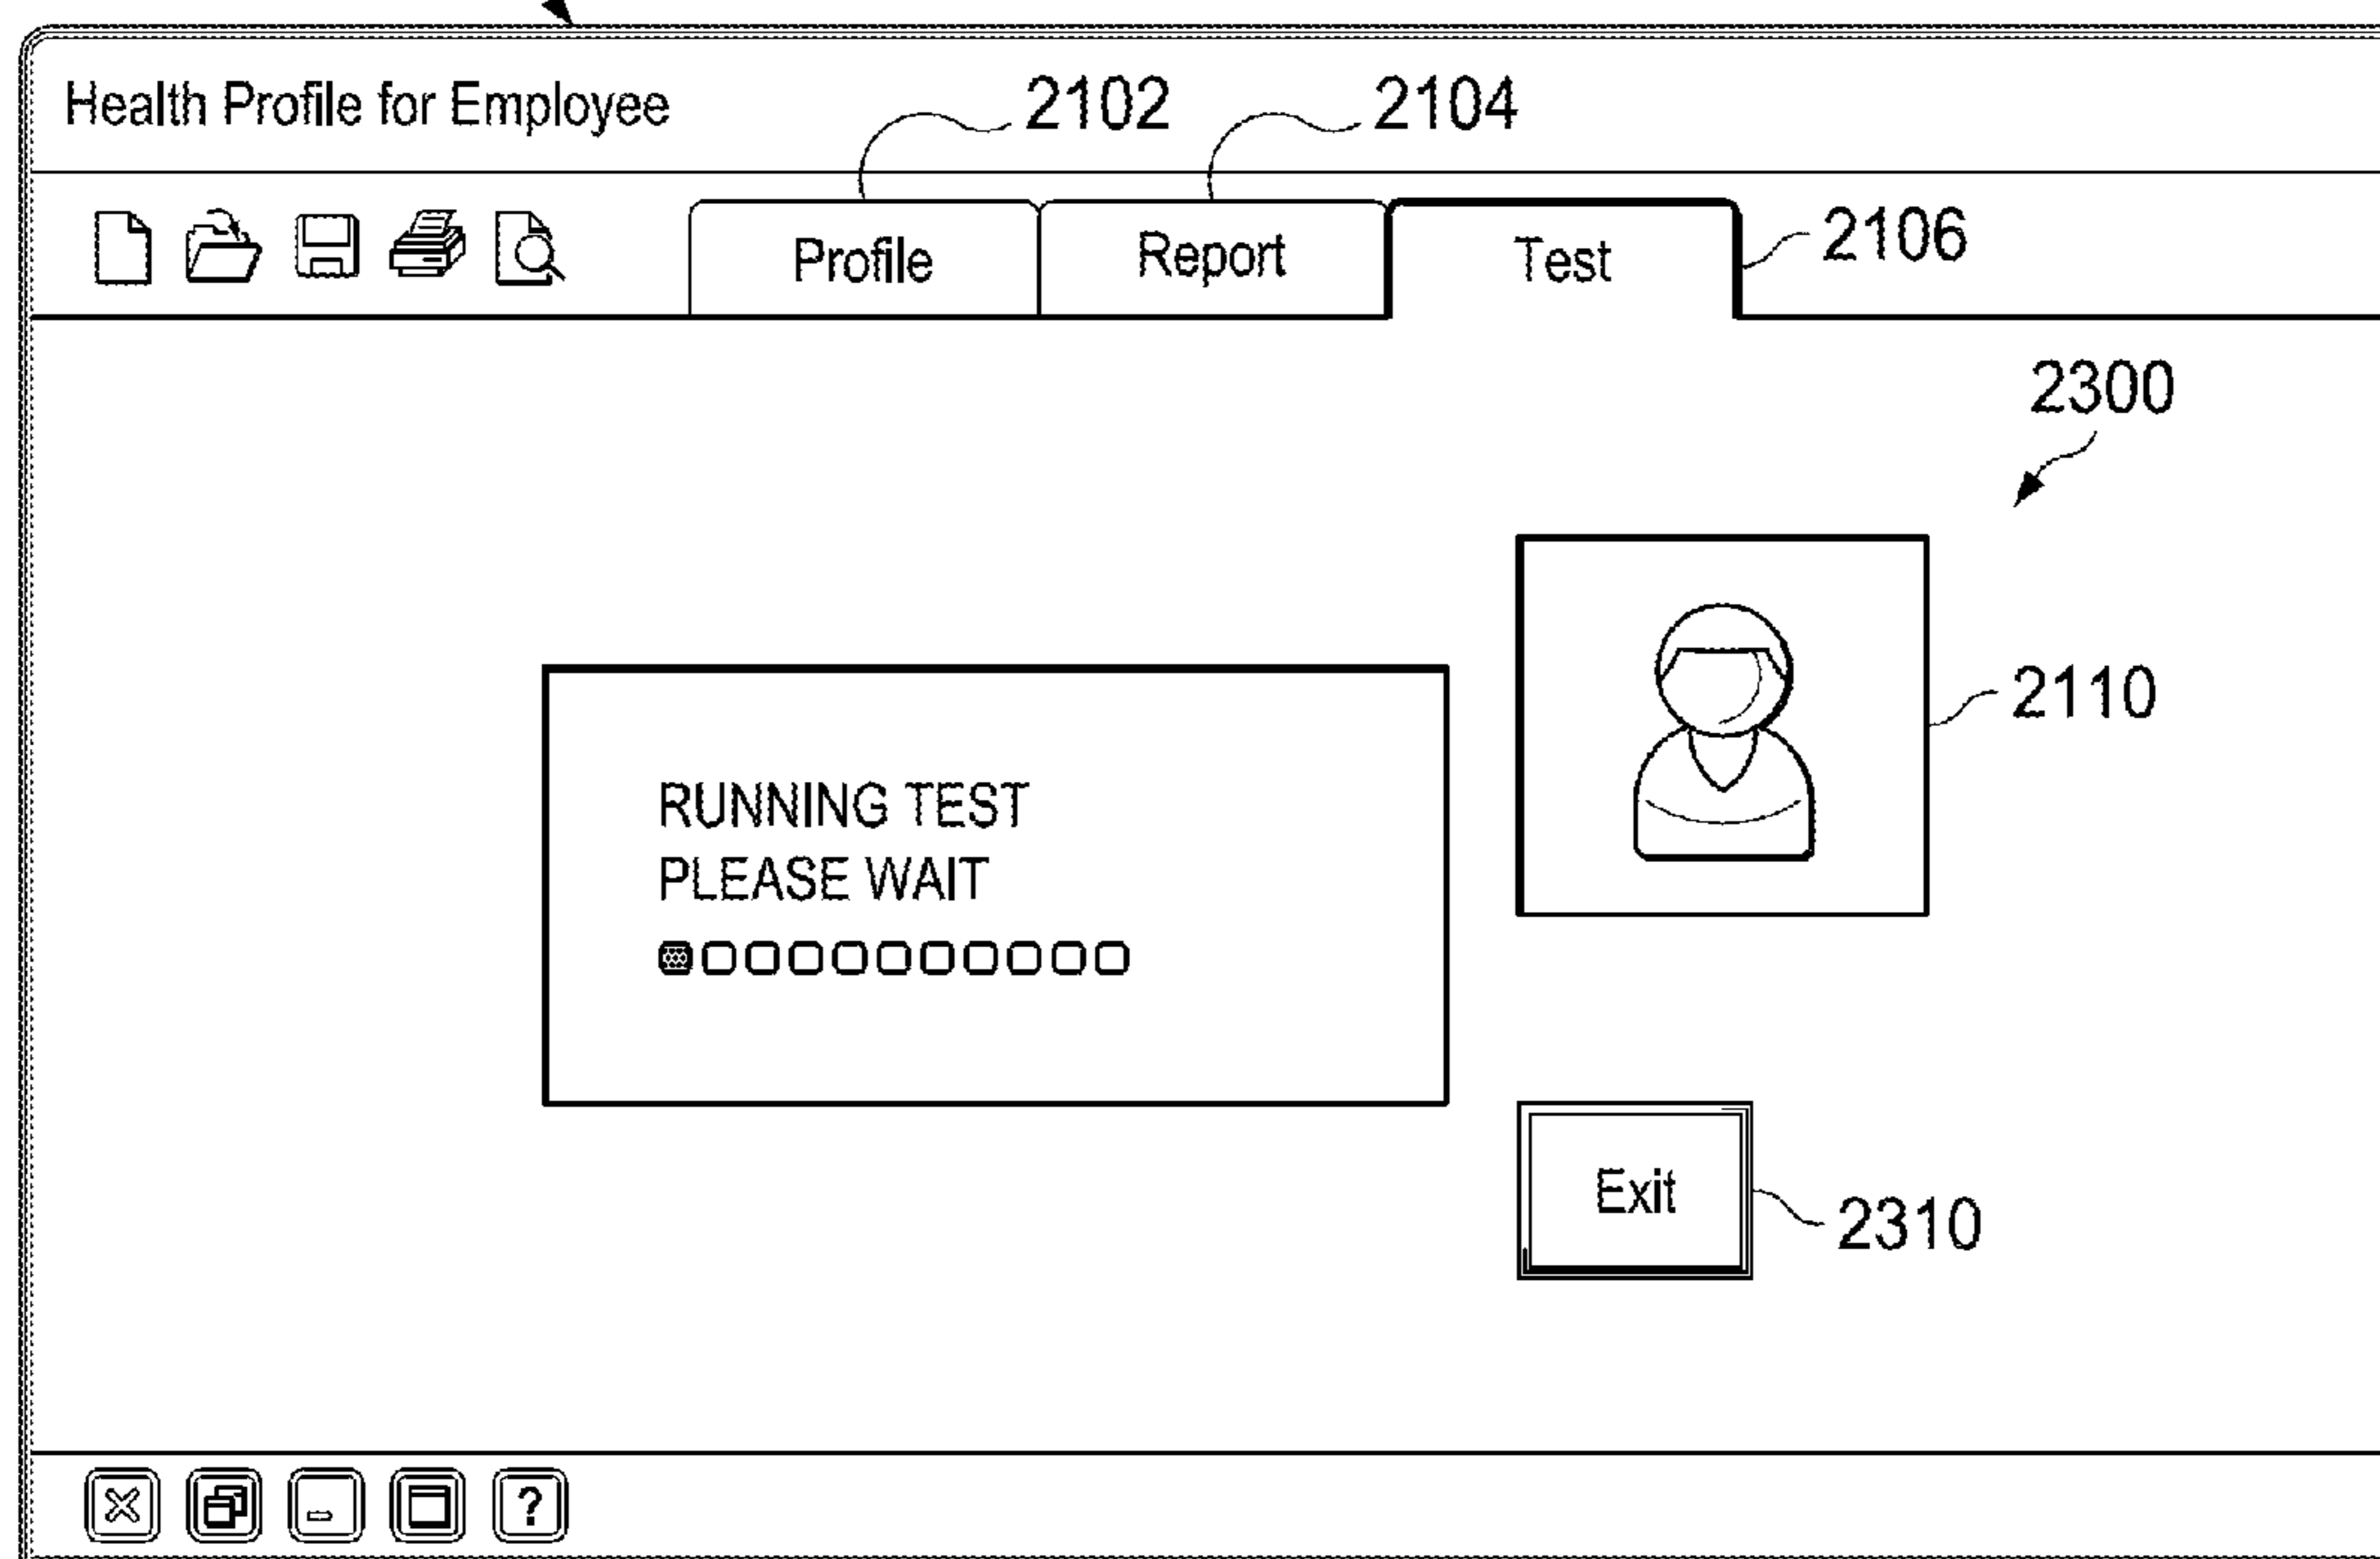 Health Profile for Employee
2102
2104
Profile
Report
Test
2106
2300
2110
RUNNING TEST
PLEASE WAIT
Exit
2310
?